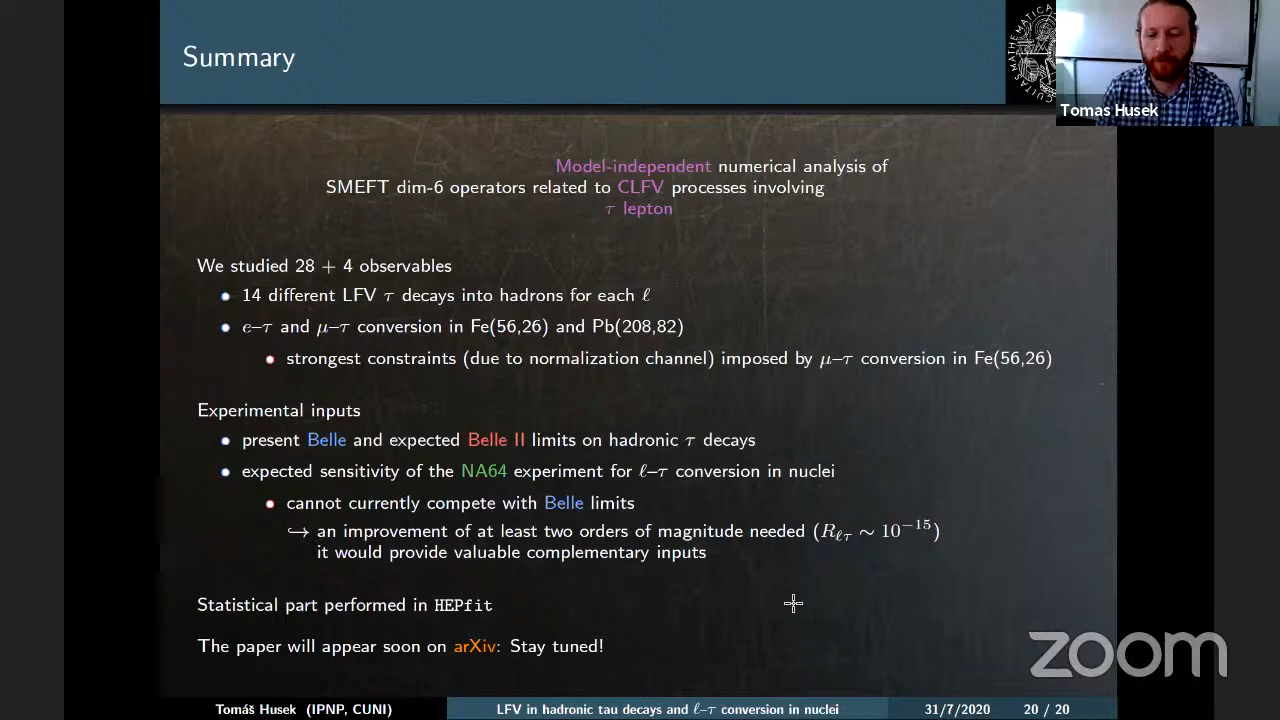 Summary
Tomas Husek
Model-independent numerical analysis of
SMEFT dim-6 operators related to CLFV processes involving
τ lepton
We studied 28 + 4 observables
14 different LFV τ decays into hadrons for each ℓ
e–τ and μ–τ conversion in Fe(56,26) and Pb(208,82)
strongest constraints (due to normalization channel) imposed by μ–τ conversion in Fe(56,26)
Experimental inputs
present Belle and expected Belle II limits on hadronic τ decays
expected sensitivity of the NA64 experiment for ℓ–τ conversion in nuclei
cannot currently compete with Belle limits
↪ an improvement of at least two orders of magnitude needed (R_{ℓτ} ∼ 10^{−15})
it would provide valuable complementary inputs
Statistical part performed in HEPfit
The paper will appear soon on arXiv: Stay tuned!
zoom
Tomáš Husek (IPNP, CUNI) LFV in hadronic tau decays and ℓ–τ conversion in nuclei 31/7/2020 20 / 20